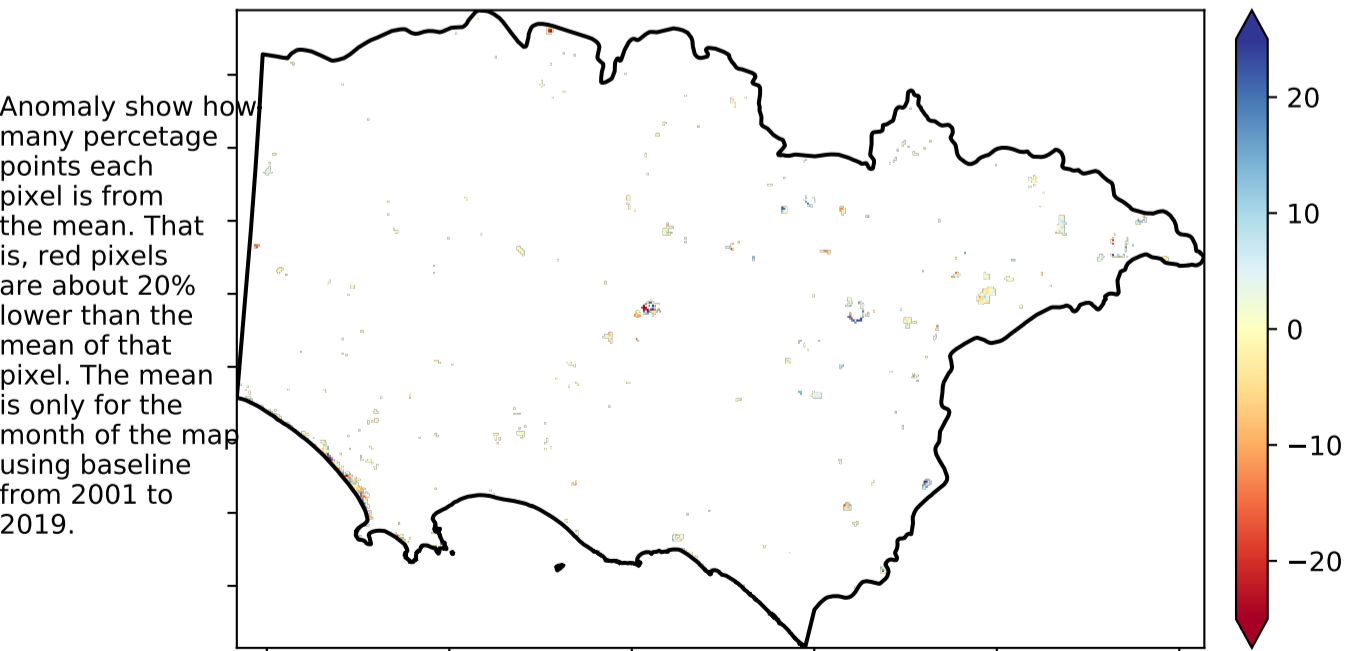 Anomaly show how
many percetage
points each
pixel is from
the mean. That
is, red pixels
are about 20%
lower than the
mean of that
pixel. The mean
is only for the
month of the map
using baseline
from 2001 to
2019.
20
10
0
−10
−20